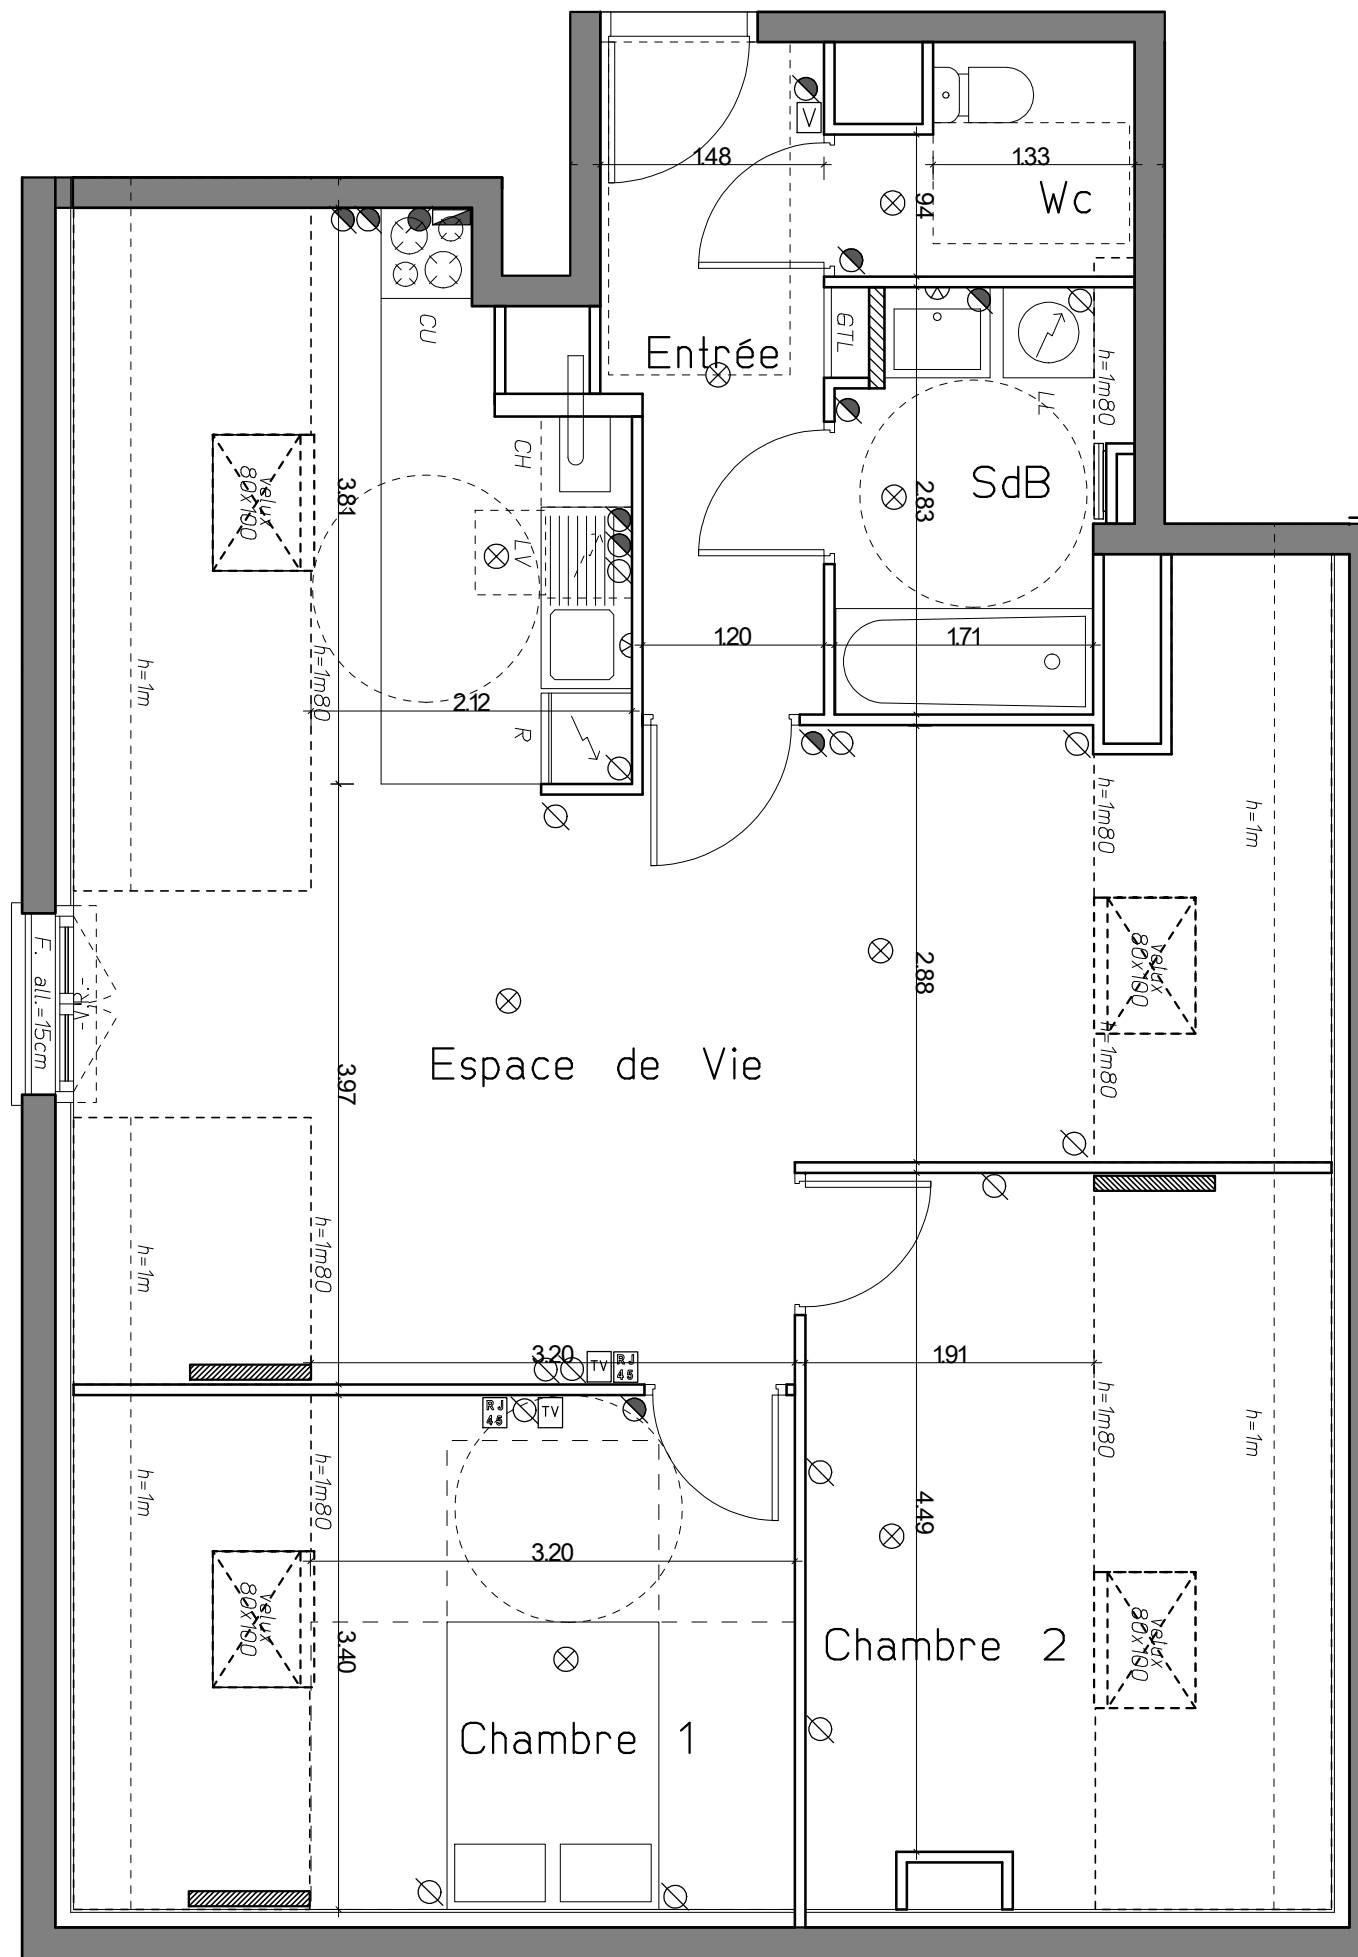 V
1.48
1.33
Wc
94
CU
Entrée
GTL
h=1m80
LL
CH
SdB
velux
80x100
3.81
LV
2.83
1.20
1.71
h=1m
h=1m80
2.12
R
h=1m80
h=1m
2.88
velux
80x100
F. all.=15cm
h=1m80
Espace de Vie
3.97
h=1m
h=1m80
3.20
TV
RJ
45
1.91
RJ
45
TV
h=1m80
h=1m
h=1m
h=1m80
4.49
3.20
velux
80x100
3.40
Chambre 2
velux
80x100
Chambre 1